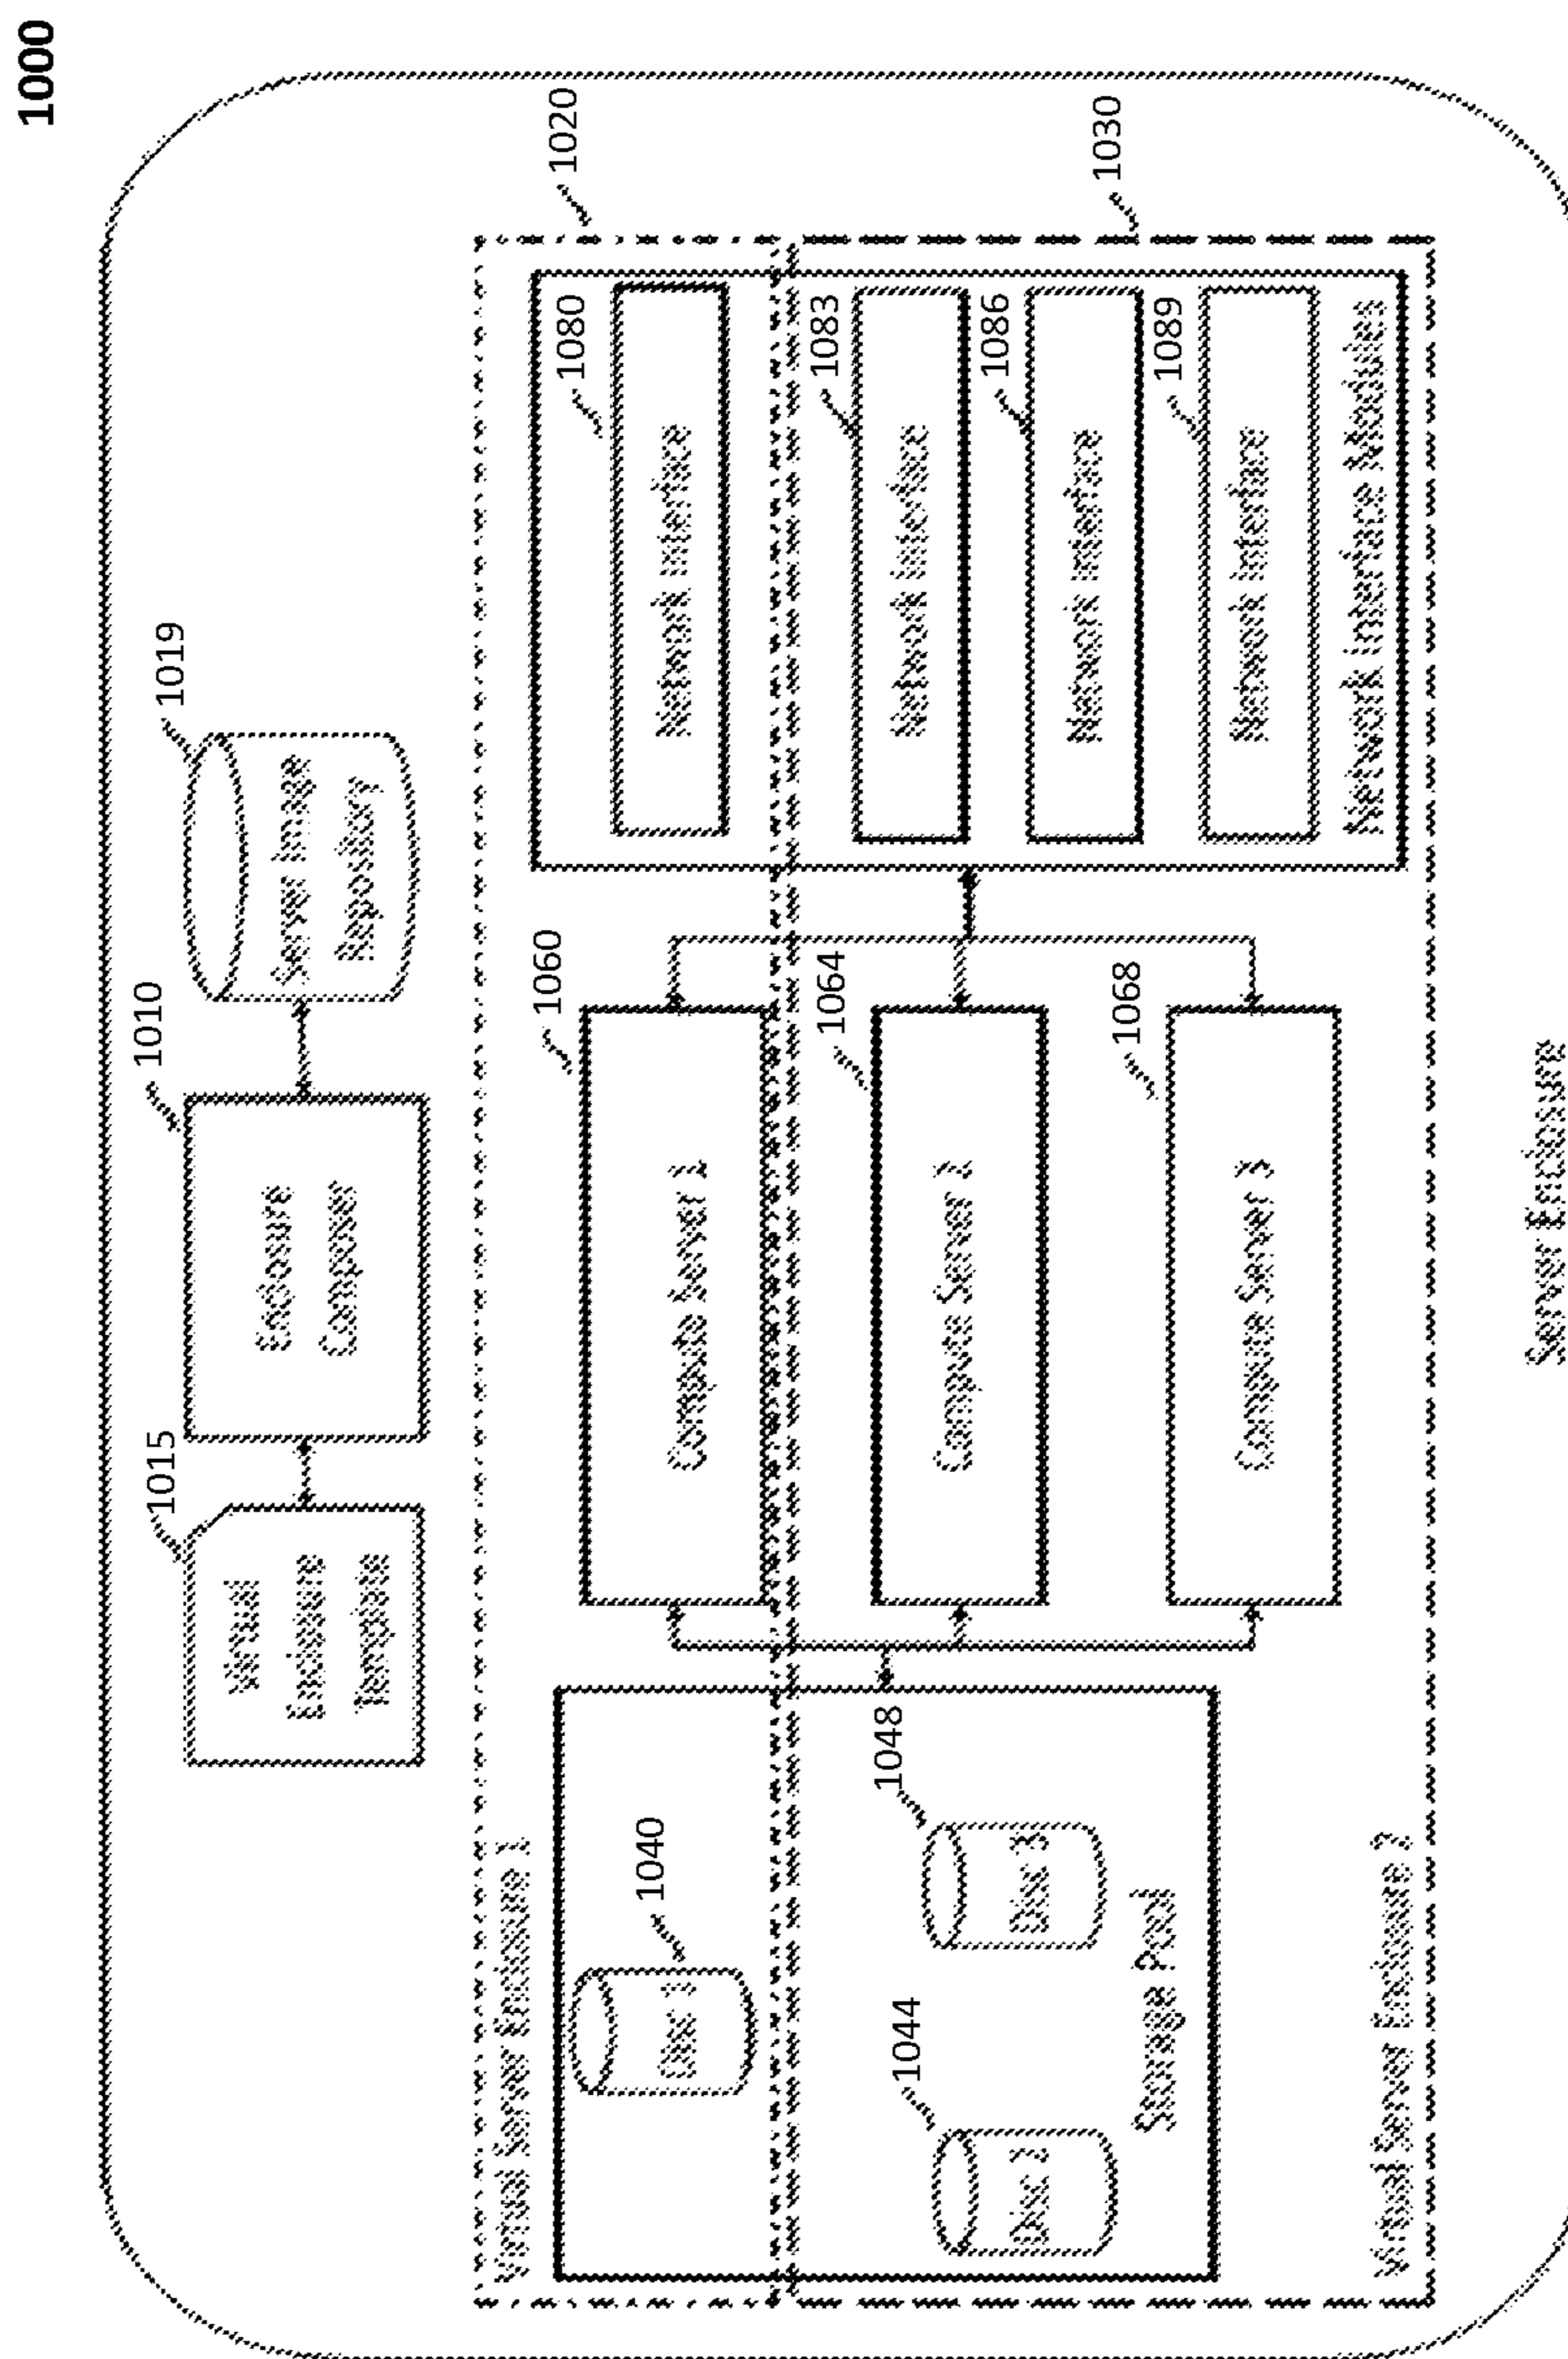 1000
1015
1010
1019
Virtual
Enclosure
Template
Enclosure
Composer
Server Image
Repository
1020
Virtual Server Enclosure 1
1040
Disc 1
1060
Compute Server 1
1080
Network Interface
1030
1044
Disc 2
1048
Disc 3
Storage Pool
1064
Compute Server 2
1068
Compute Server 3
1083
Network Interface
1086
Network Interface
1089
Network Interface
Network Interface Modules
Virtual Server Enclosure 2
Server Enclosure